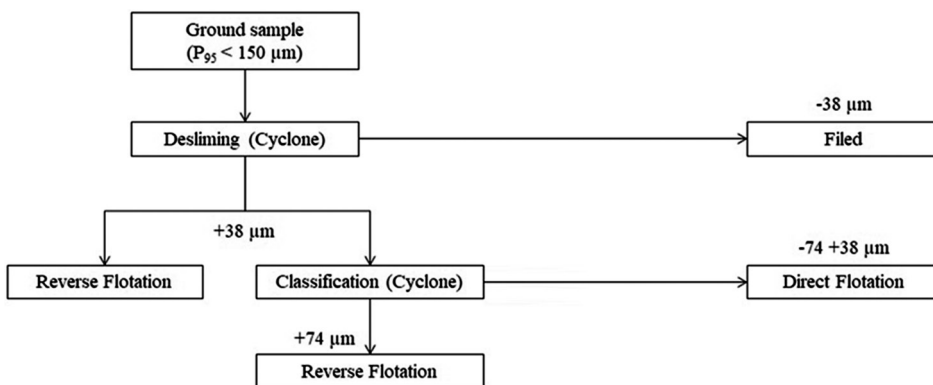 Ground sample
(P₉₅ < 150 µm)
-38 µm
Desliming (Cyclone)
Filed
+38 µm
-74 +38 µm
Reverse Flotation
Classification (Cyclone)
Direct Flotation
+74 µm
Reverse Flotation